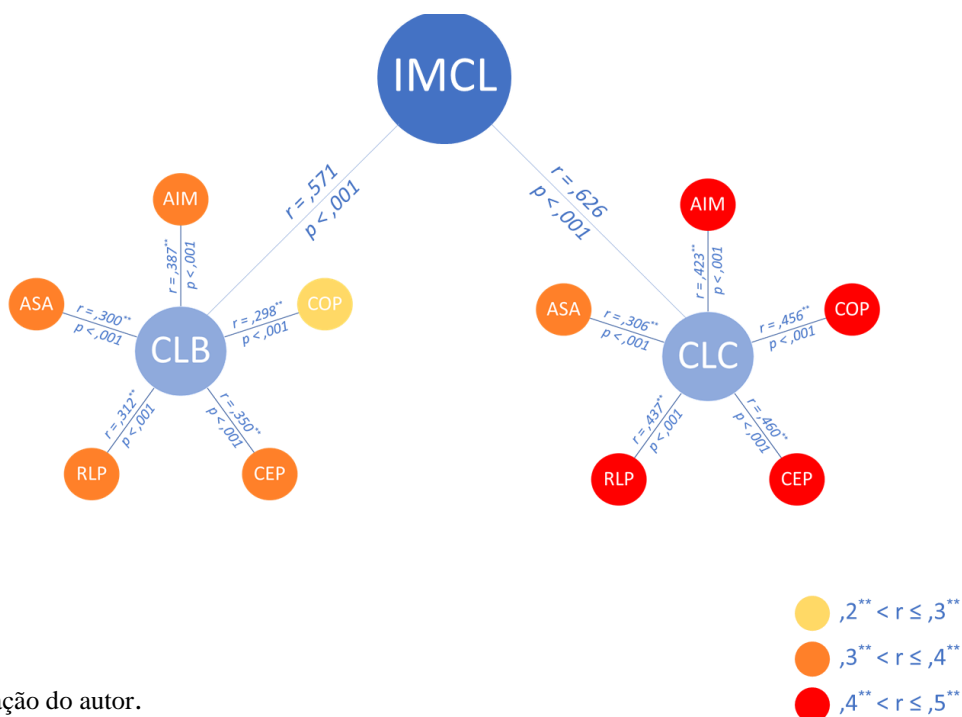 IMCL
r = ,571
p < ,001
r = ,626
p < ,001
AIM
r = ,387**
p < ,001
ASA
r = ,300**
p < ,001
COP
r = ,298**
p < ,001
CLB
RLP
r = ,312**
p < ,001
CEP
r = ,350**
p < ,001
AIM
r = ,423**
p < ,001
ASA
r = ,306**
p < ,001
COP
r = ,456**
p < ,001
CLC
RLP
r = ,437**
p < ,001
CEP
r = ,460**
p < ,001
,2** < r ≤ ,3**
,3** < r ≤ ,4**
,4** < r ≤ ,5**
do autor.